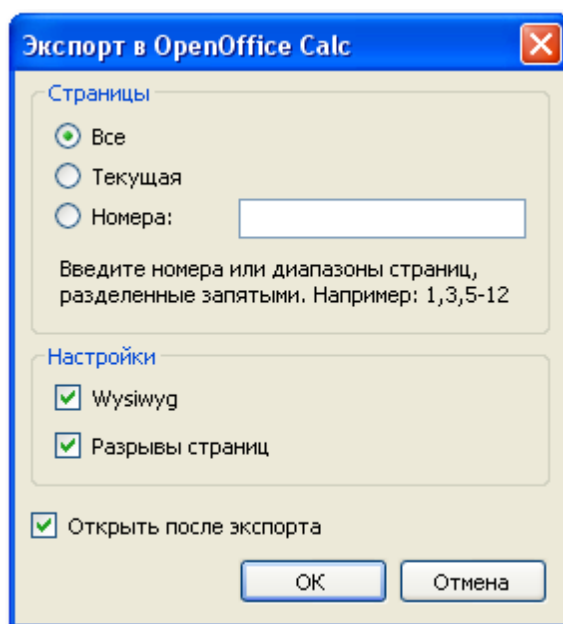 Экспорт в OpenOffice Calc
Страницы
Все
Текущая
Номера:
Введите номера или диапазоны страниц,
разделенные запятыми. Например: 1,3,5-12
Настройки
Wysiwyg
Разрывы страниц
Открыть после экспорта
ОК
Отмена